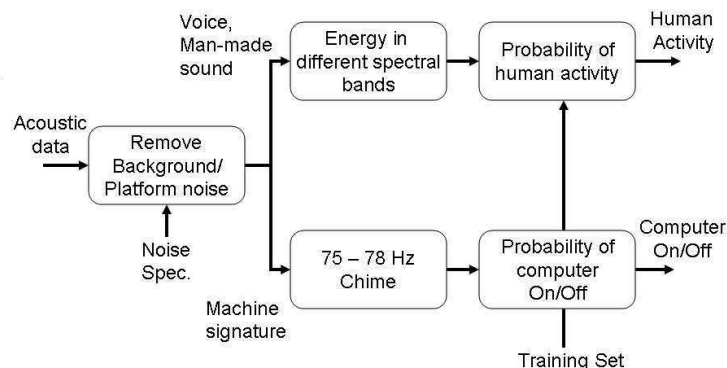 Voice,
Man-made
sound
Energy in
different spectral
bands
Probability of
human activity
Human
Activity
Acoustic
data
Remove
Background/
Platform noise
Noise
Spec.
Machine
signature
75 – 78 Hz
Chime
Probability of
computer
On/Off
Computer
On/Off
Training Set